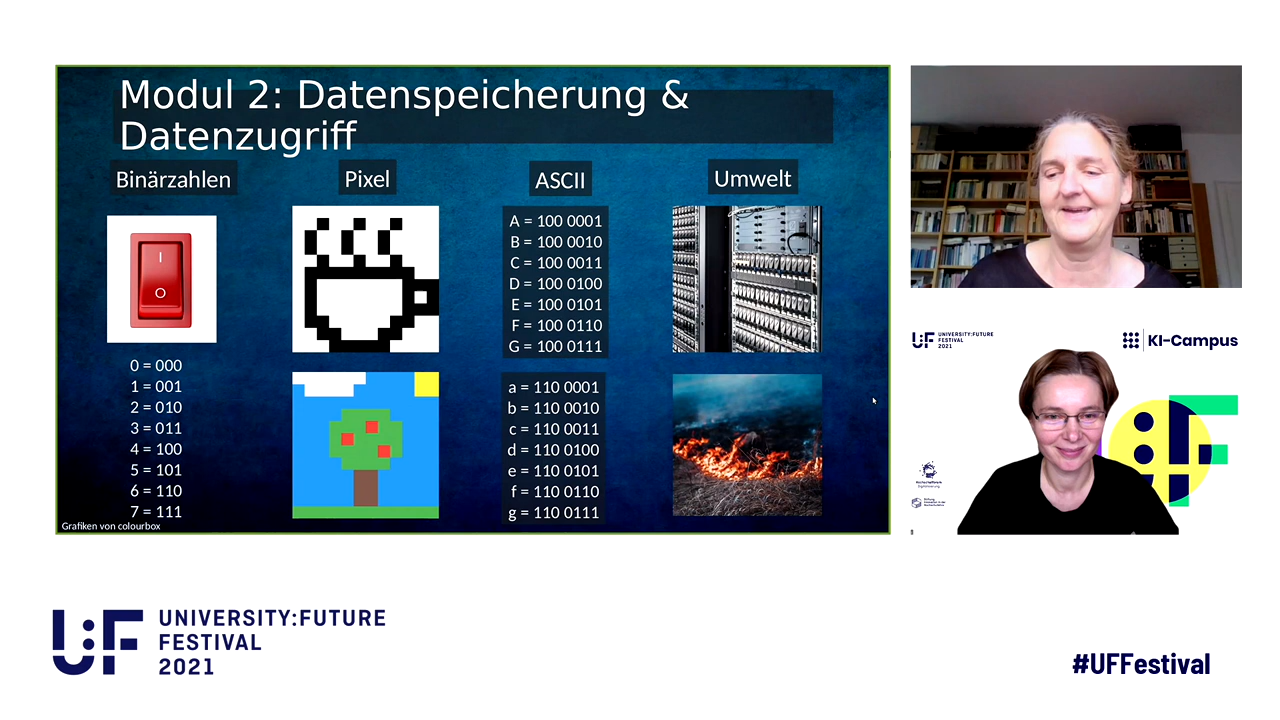 Modul 2: Datenspeicherung &
Datenzugriff
Binärzahlen
Pixel
ASCII
Umwelt
I
O
0 = 000
1 = 001
2 = 010
3 = 011
4 = 100
5 = 101
6 = 110
7 = 111
A = 100 0001
B = 100 0010
C = 100 0011
D = 100 0100
E = 100 0101
F = 100 0110
G = 100 0111
a = 110 0001
b = 110 0010
c = 110 0011
d = 110 0100
e = 110 0101
f = 110 0110
g = 110 0111
Grafiken von colourbox
U:F UNIVERSITY:FUTURE
FESTIVAL
2021
KI-Campus
U:F UNIVERSITY:FUTURE
FESTIVAL
2021
#UFFestival